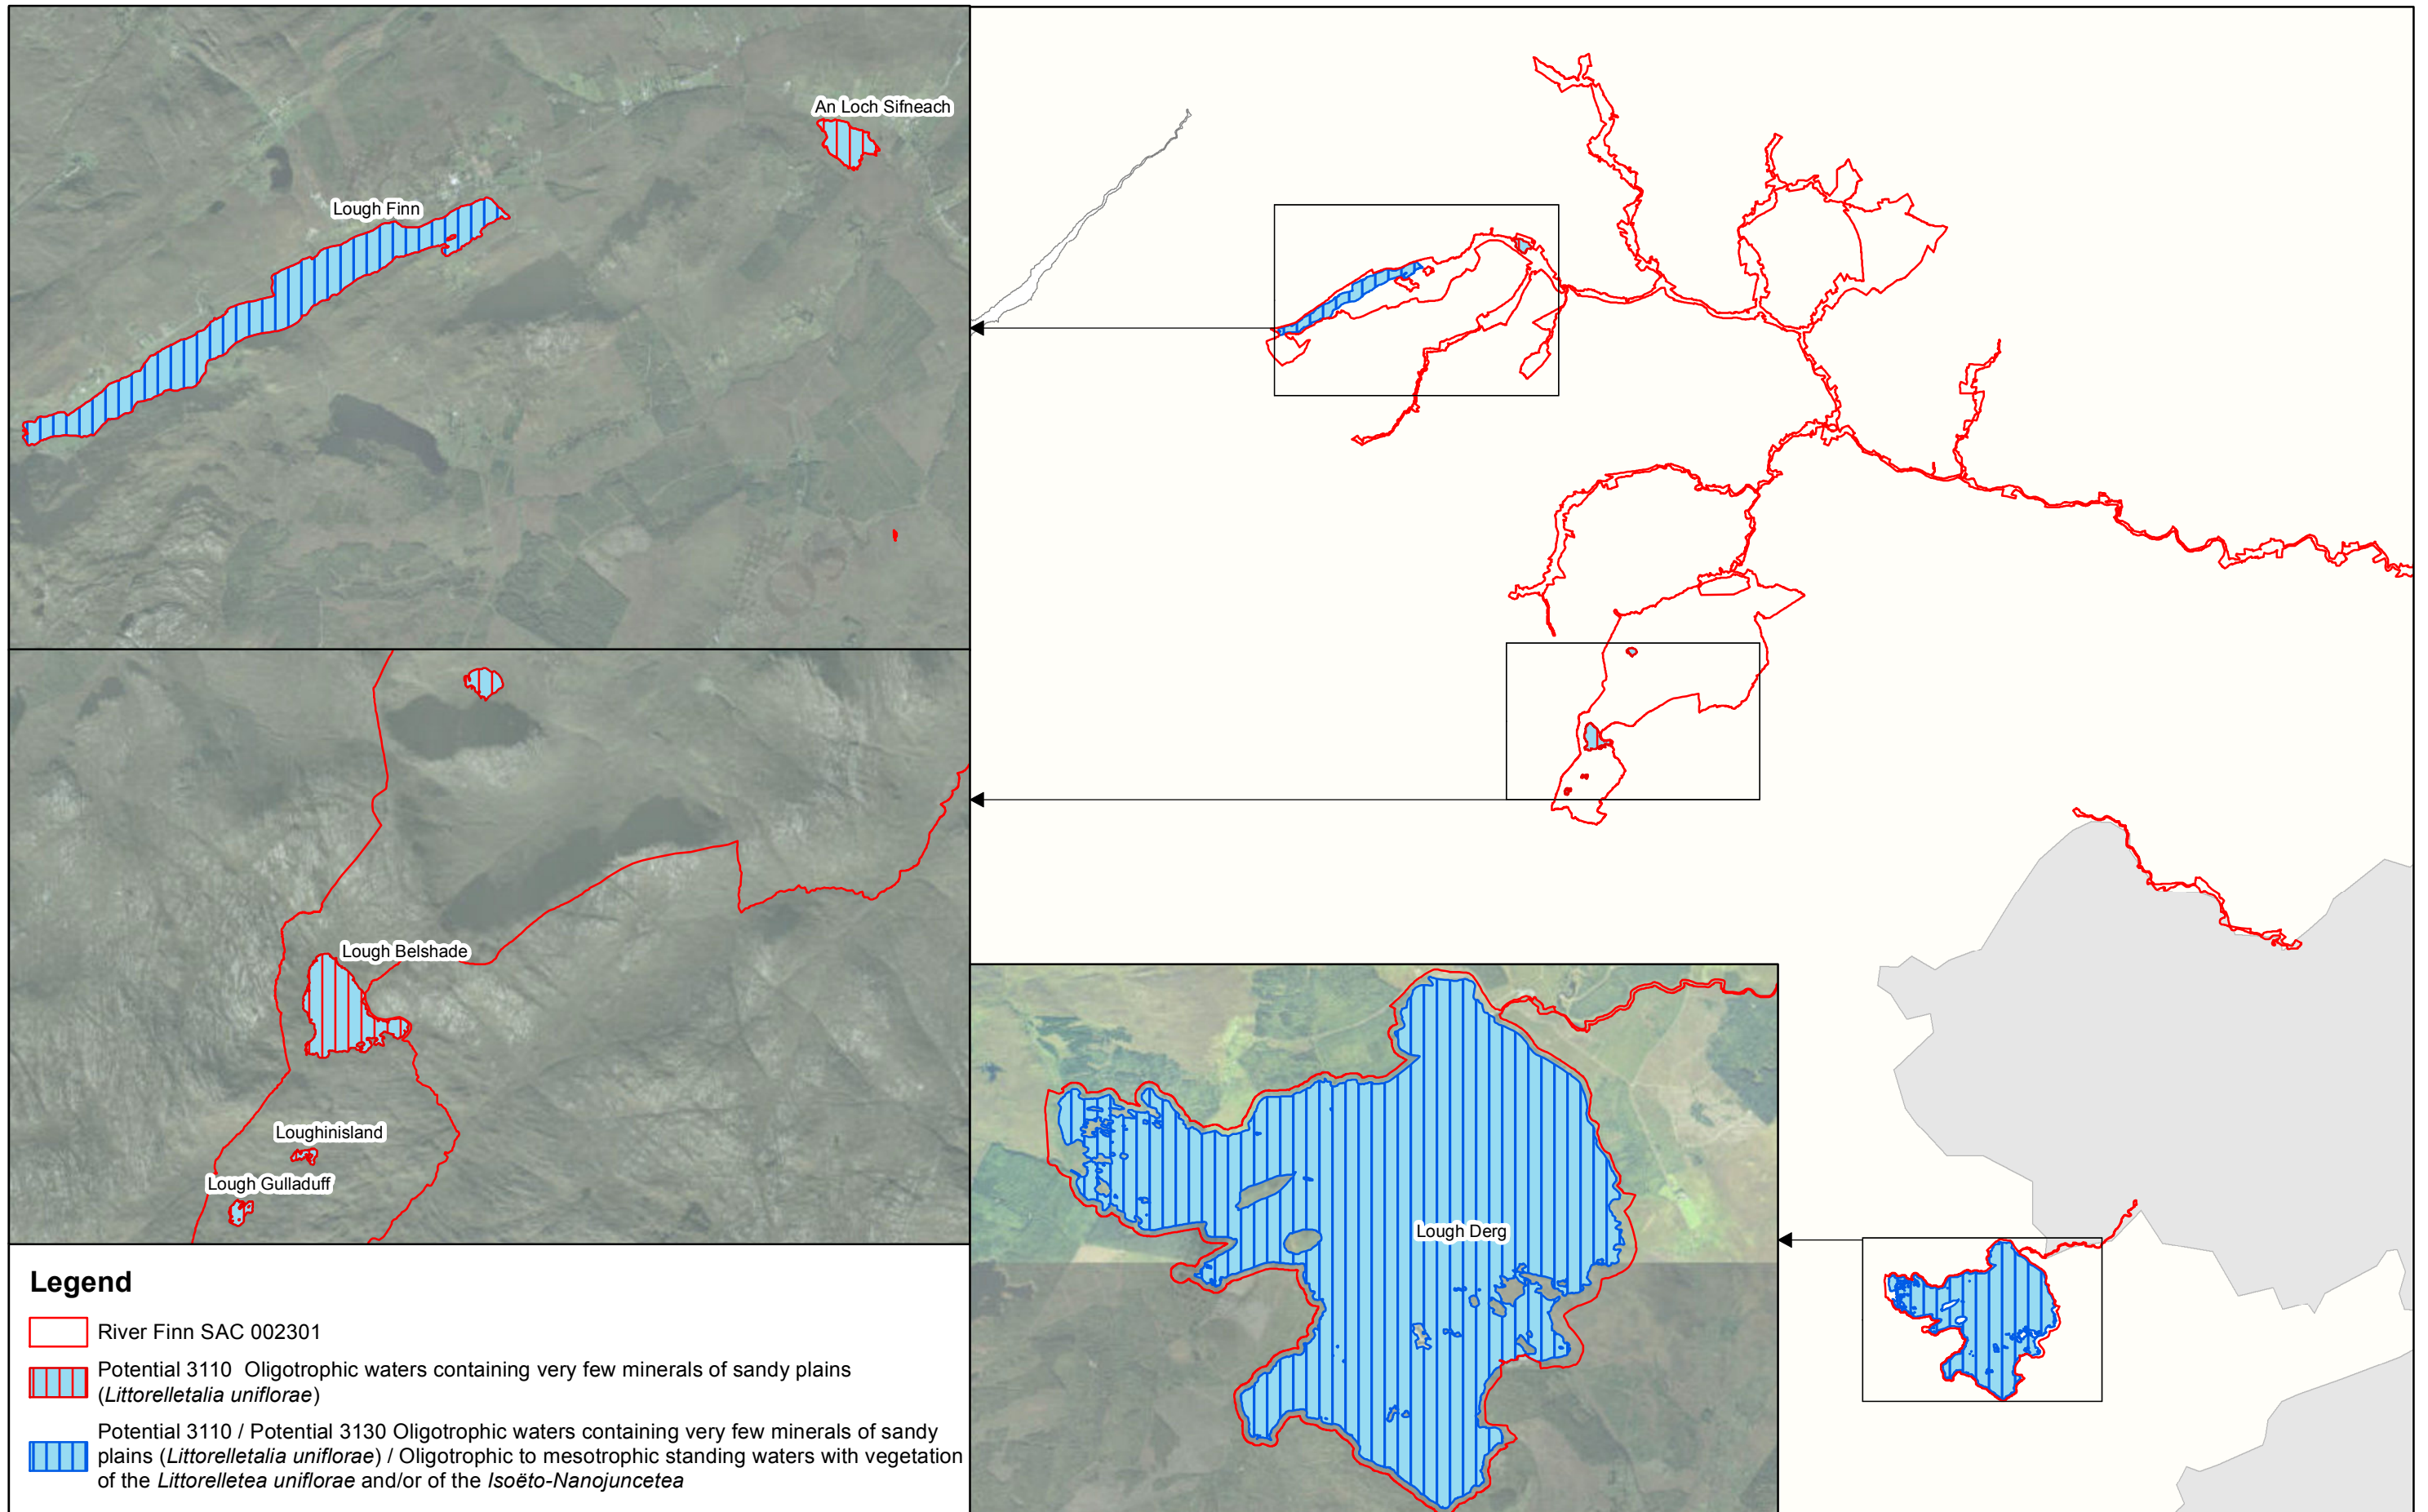 An Loch Sifneach
Lough Finn
Lough Belshade
Loughinisland
Lough Gulladuff
Lough Derg
Legend
River Finn SAC 002301
Potential 3110 Oligotrophic waters containing very few minerals of sandy plains
(Littorelletalia uniflorae)
Potential 3110 / Potential 3130 Oligotrophic waters containing very few minerals of sandy
plains (Littorelletalia uniflorae) / Oligotrophic to mesotrophic standing waters with vegetation
of the Littorelletea uniflorae and/or of the Isoëto-Nanojuncetea